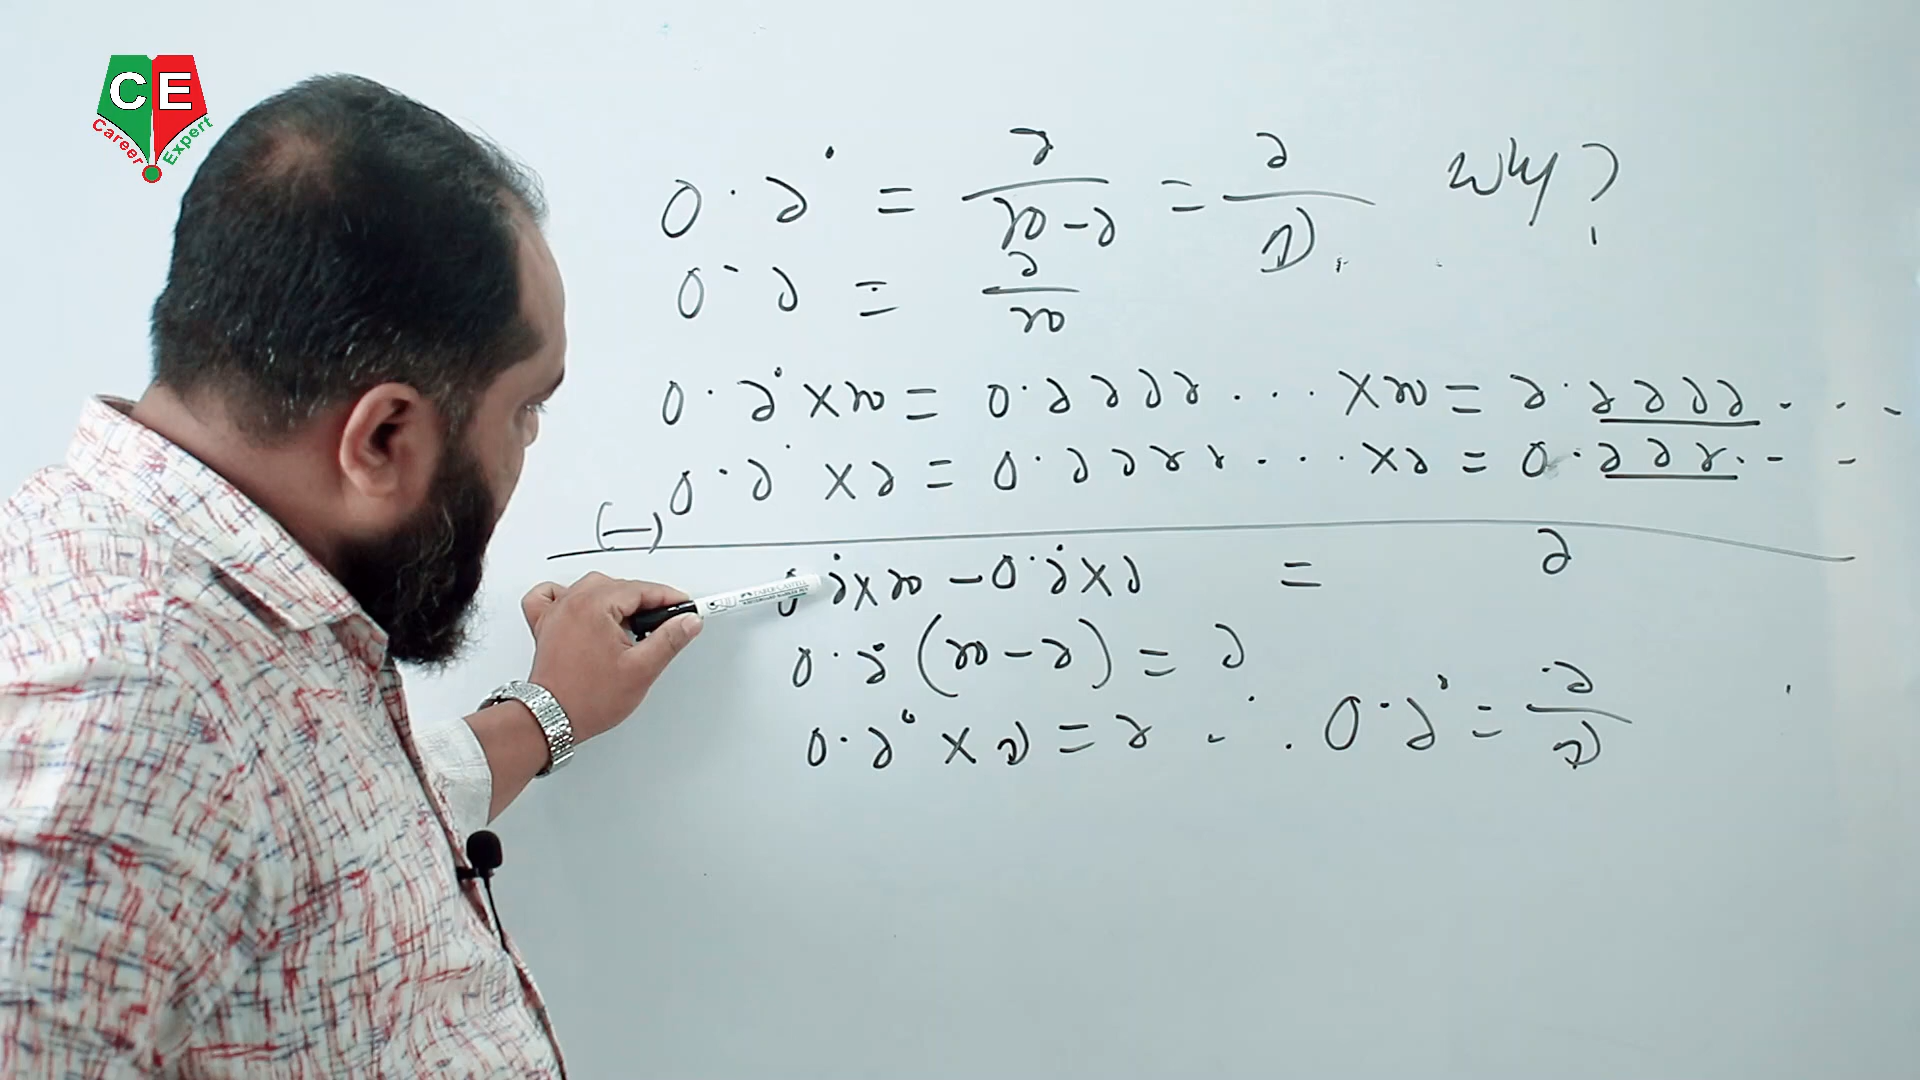 CE
Career Expert
০.১̇ = ১/(১০-১) = ১/৯ why?
০.১ = ১/১০
০.১̇ × ১০ = ০.১১১১... × ১০ = ১.১১১১...
০.১̇ × ১ = ০.১১১১... × ১ = ০.১১১...
(-)
০.১̇ × ১০ - ০.১̇ × ১ = ১
০.১̇ (১০-১) = ১
০.১̇ × ৯ = ১ ∴ ০.১̇ = ১/৯